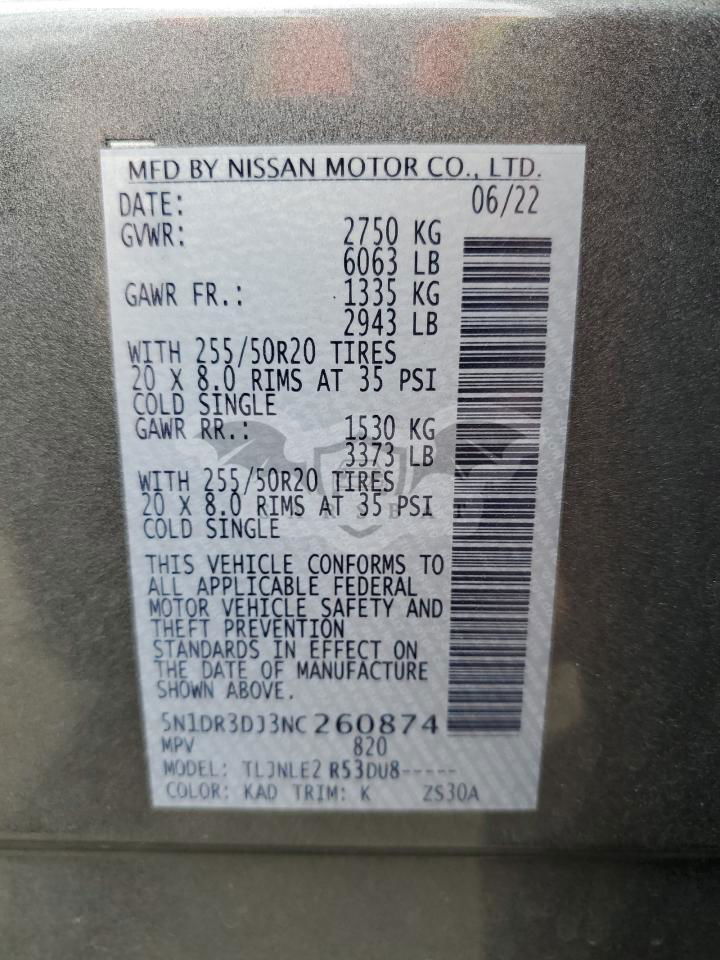 MFD BY NISSAN MOTOR CO., LTD.
DATE: 06/22
GVWR: 2750 KG
6063 LB
GAWR FR.: 1335 KG
2943 LB
WITH 255/50R20 TIRES
20 X 8.0 RIMS AT 35 PSI
COLD SINGLE
GAWR RR.: 1530 KG
3373 LB
WITH 255/50R20 TIRES
20 X 8.0 RIMS AT 35 PSI
COLD SINGLE
THIS VEHICLE CONFORMS TO
ALL APPLICABLE FEDERAL
MOTOR VEHICLE SAFETY AND
THEFT PREVENTION
STANDARDS IN EFFECT ON
THE DATE OF MANUFACTURE
SHOWN ABOVE.
5N1DR3DJ3NC260874
MPV 820
MODEL: TLJNLE2 R53DU8-----
COLOR: KAD TRIM: K ZS30A